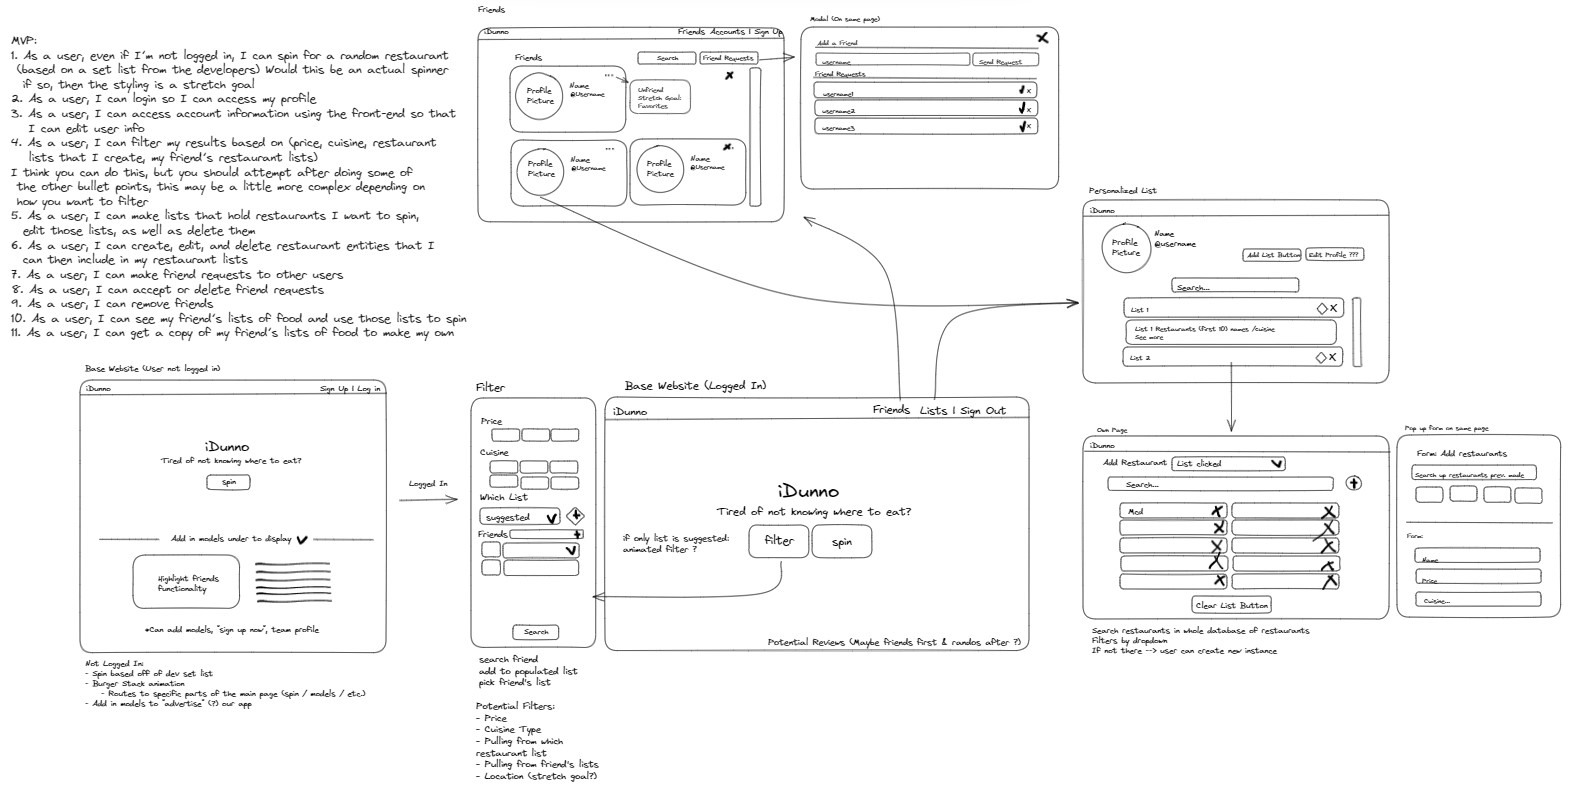 MVP:
1. As a user, even if I'm not logged in, I can spin for a random restaurant
(based on a set list from the developers) Would this be an actual spinner
if so, then the styling is a stretch goal
2. As a user, I can login so I can access my profile
3. As a user, I can access account information using the front-end so that
I can edit user info
4. As a user, I can filter my results based on (price, cuisine, restaurant
lists that I create, my friend's restaurant lists)
I think you can do this, but you should attempt after doing some of
the other bullet points, this may be a little more complex depending on
how you want to filter
5. As a user, I can make lists that hold restaurants I want to spin,
edit those lists, as well as delete them
6. As a user, I can create, edit, and delete restaurant entities that I
can then include in my restaurant lists
7. As a user, I can make friend requests to other users
8. As a user, I can accept or delete friend requests
9. As a user, I can remove friends
10. As a user, I can see my friend's lists of food and use those lists to spin
11. As a user, I can get a copy of my friend's lists of food to make my own
Friends
iDunno
Friends Accounts | Sign Up
Friends
Search
Friend Requests
Profile
Picture
Name
@Username
...
Unfriend
Stretch Goal:
Favorites
Profile
Picture
Name
@Username
Profile
Picture
Name
@Username
Modal (On same page)
Add a Friend
username
Send Request
Friend Requests
username1
x
username2
x
username3
x
Personalized List
iDunno
Profile
Picture
Name
@username
Add List Button
Edit Profile ???
Search...
List 1
X
List 1 Restaurants (first 10) names /cuisine
See more
List 2
X
Base Website (User not logged in)
iDunno
Sign Up | Log in
iDunno
Tired of not knowing where to eat?
spin
Add in models under to display
Highlight friends
functionality
*Can add models, "sign up now", team profile
Not Logged In:
- Spin based off of dev set list
- Burger Stack animation
- Routes to specific parts of the main page (spin / models / etc.)
- Add in models to "advertise" (?) our app
Logged In
Filter
Price
Cuisine
Which List
suggested
Friends
Search
search friend
add to populated list
pick friend's list
Potential Filters:
- Price
- Cuisine Type
- Pulling from which
restaurant list
- Pulling from friend's lists
- Location (stretch goal?)
Base Website (Logged In)
iDunno
Friends Lists | Sign Out
iDunno
Tired of not knowing where to eat?
if only list is suggested:
animated filter ?
filter
spin
Potential Reviews (Maybe friends first & randos after ?)
Own Page
iDunno
Add Restaurant
List clicked
Search...
Mcd
Clear List Button
Search restaurants in whole database of restaurants
Filters by dropdown
If not there --> user can create new instance
Pop up form on same page
Form: Add restaurants
Search up restaurants prev. made
Form:
Name
Price
Cuisine...